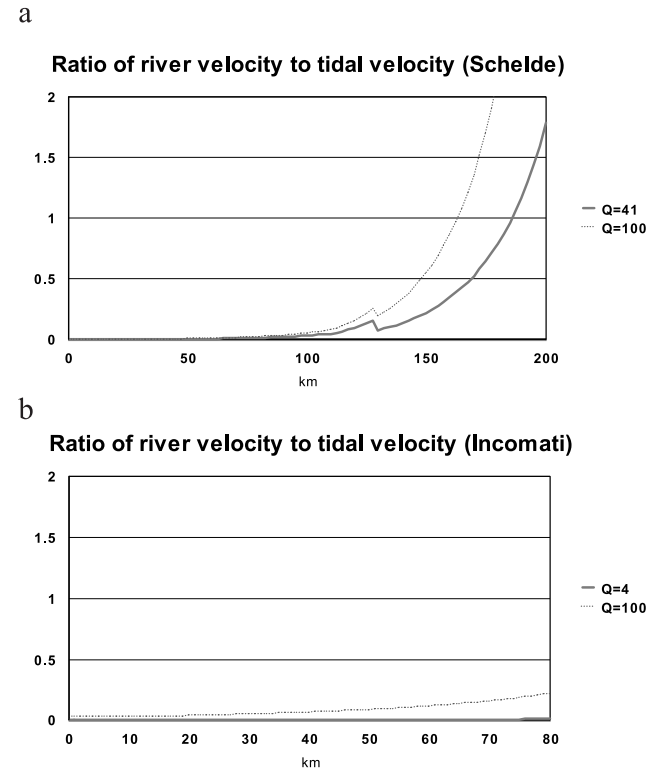 a
Ratio of river velocity to tidal velocity (Schelde)
2
1.5
1
0.5
0
0 50 100 150 200
km
Q=41
Q=100
b
Ratio of river velocity to tidal velocity (Incomati)
2
1.5
1
0.5
0
0 10 20 30 40 50 60 70 80
km
Q=4
Q=100